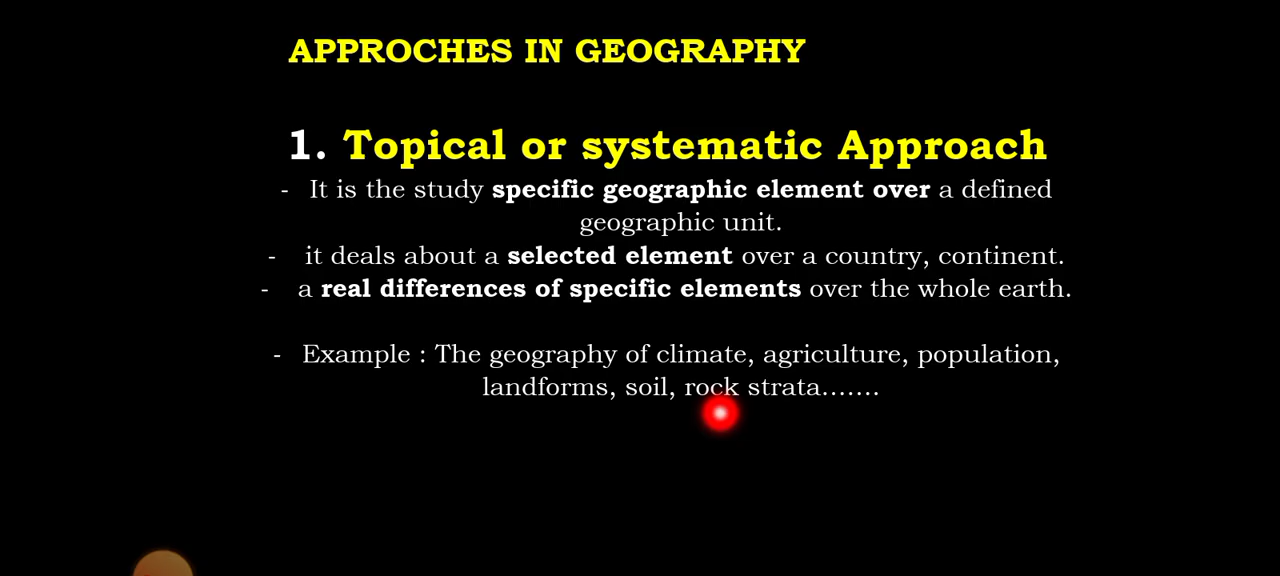 APPROCHES IN GEOGRAPHY
1. Topical or systematic Approach
- It is the study specific geographic element over a defined
geographic unit.
- it deals about a selected element over a country, continent.
- a real differences of specific elements over the whole earth.
- Example : The geography of climate, agriculture, population,
landforms, soil, rock strata…….